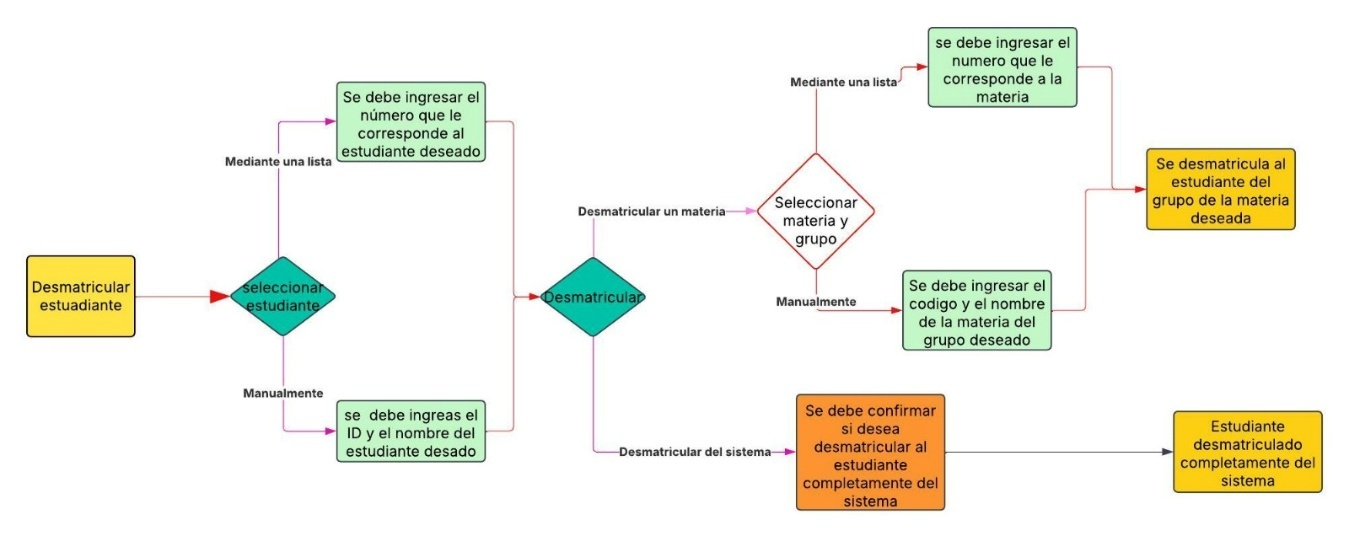 Desmatricular
estuadiante
seleccionar
estudiante
Mediante una lista
Se debe ingresar el
número que le
corresponde al
estudiante deseado
Manualmente
se debe ingreas el
ID y el nombre del
estudiante desado
Desmatricular
Desmatricular un materia
Seleccionar
materia y
grupo
Mediante una lista
se debe ingresar el
numero que le
corresponde a la
materia
Manualmente
Se debe ingresar el
codigo y el nombre
de la materia del
grupo deseado
Se desmatricula al
estudiante del
grupo de la materia
deseada
Desmatricular del sistema
Se debe confirmar
si desea
desmatricular al
estudiante
completamente del
sistema
Estudiante
desmatriculado
completamente del
sistema